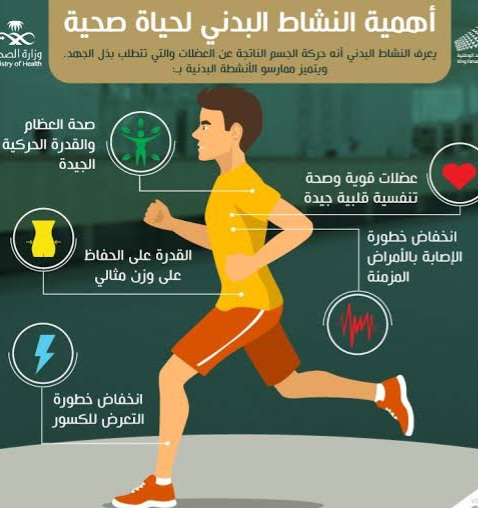 أهمية النشاط البدني لحياة صحية
يعرف النشاط البدني أنه حركة الجسم الناتجة عن العضلات والتي تتطلب بذل الجهد.
ويتميز ممارسو الأنشطة البدنية بـ:
وزارة الصح
istry of Health
صحة العظام
والقدرة الحركية
الجيدة
عضلات قوية وصحة
تنفسية قلبية جيدة
القدرة على الحفاظ
على وزن مثالي
انخفاض خطورة
الإصابة بالأمراض
المزمنة
انخفاض خطورة
التعرض للكسور